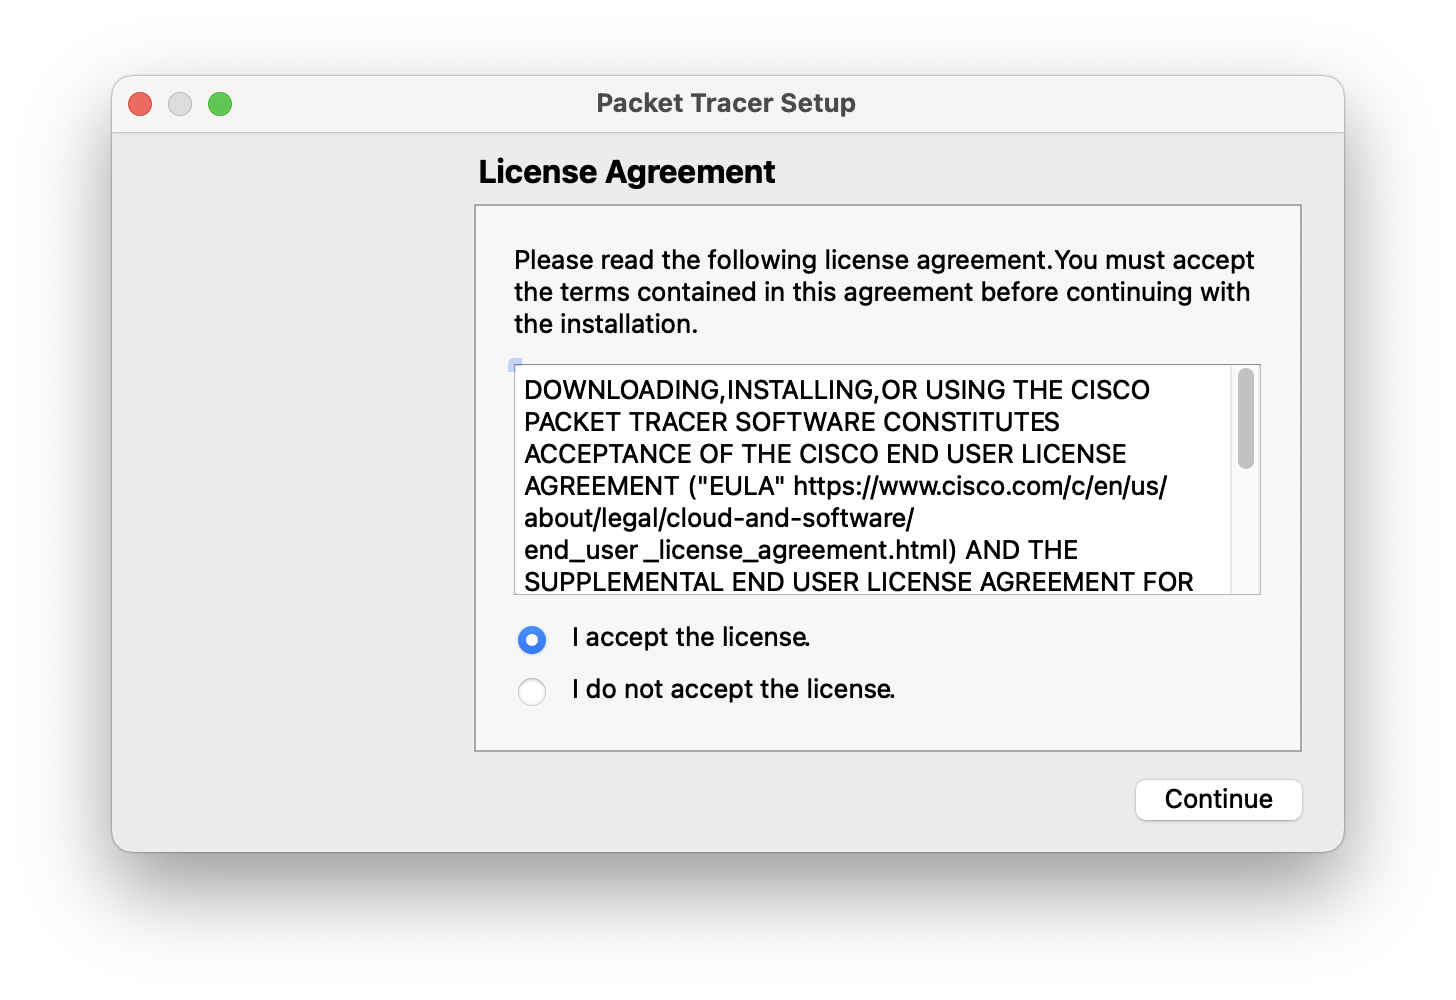 Packet Tracer Setup
License Agreement
Please read the following license agreement.You must accept
the terms contained in this agreement before continuing with
the installation.
DOWNLOADING,INSTALLING,OR USING THE CISCO
PACKET TRACER SOFTWARE CONSTITUTES
ACCEPTANCE OF THE CISCO END USER LICENSE
AGREEMENT ("EULA" https://www.cisco.com/c/en/us/
about/legal/cloud-and-software/
end_user _license_agreement.html) AND THE
SUPPLEMENTAL END USER LICENSE AGREEMENT FOR
I accept the license.
I do not accept the license.
Continue